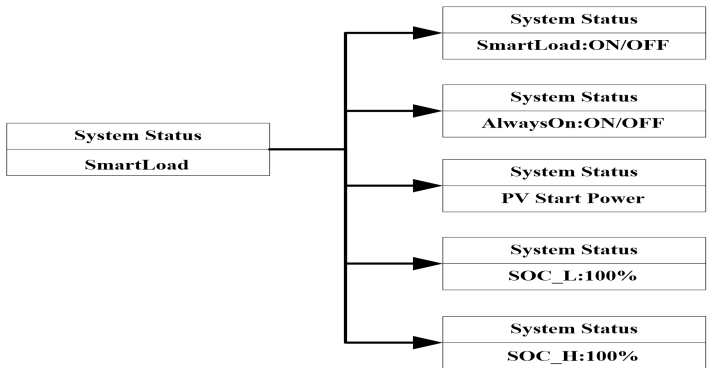 System Status
SmartLoad:ON/OFF
System Status
AlwaysOn:ON/OFF
System Status
SmartLoad
System Status
PV Start Power
System Status
SOC_L:100%
System Status
SOC_H:100%